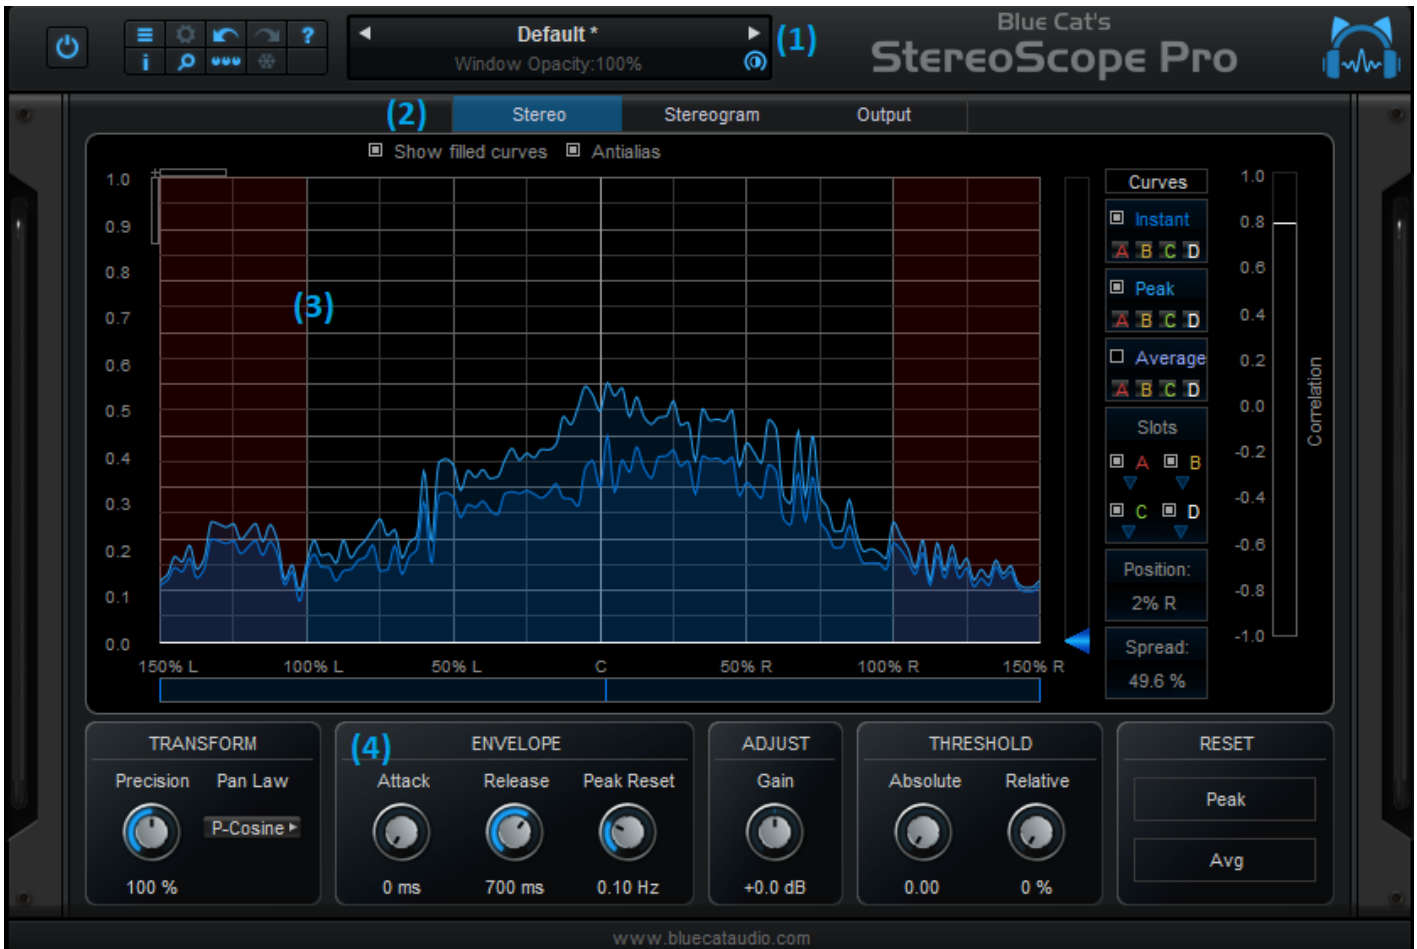 Blue Cat's
StereoScope Pro
?
i
Default *
Window Opacity:100%
(1)
(2)
Stereo
Stereogram
Output
Show filled curves
Antialias
1.0
0.9
0.8
0.7
0.6
0.5
0.4
0.3
0.2
0.1
0.0
(3)
150% L
100% L
50% L
C
50% R
100% R
150% R
Curves
Instant
A B C D
Peak
A B C D
Average
A B C D
Slots
A B
C D
Position:
2% R
Spread:
49.6 %
1.0
0.8
0.6
0.4
0.2
0.0
-0.2
-0.4
-0.6
-0.8
-1.0
Correlation
TRANSFORM
Precision
Pan Law
P-Cosine
100 %
(4)
ENVELOPE
Attack
Release
Peak Reset
0 ms
700 ms
0.10 Hz
ADJUST
Gain
+0.0 dB
THRESHOLD
Absolute
Relative
0.00
0 %
RESET
Peak
Avg
www.bluecataudio.com